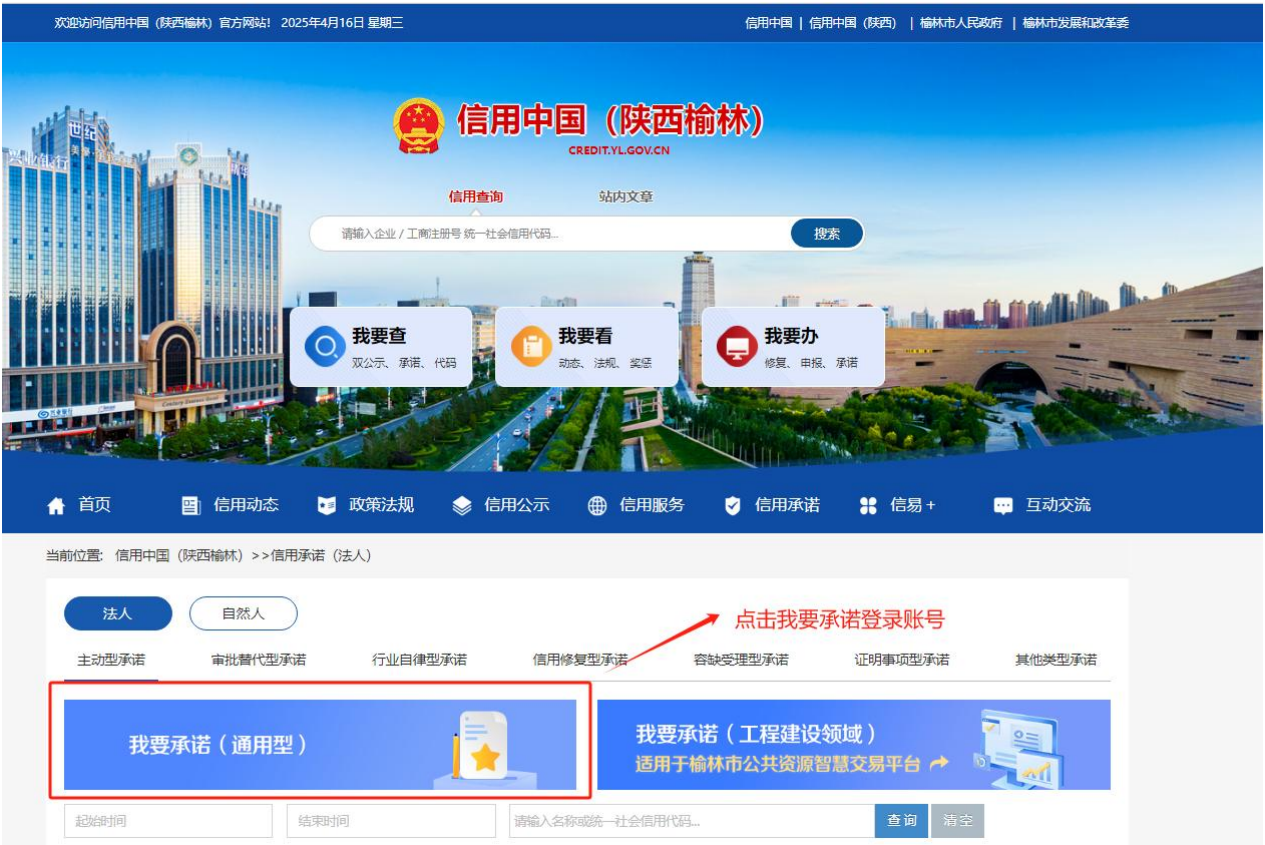 欢迎访问信用中国（陕西榆林）官方网站！ 2025年4月16日 星期三
信用中国 | 信用中国（陕西） | 榆林市人民政府 | 榆林市发展和改革委
世纪
兴业银行
信用中国（陕西榆林）
CREDIT.YL.GOV.CN
信用查询 站内文章
请输入企业 / 工商注册号 统一社会信用代码...
搜索
我要查
双公示、 承诺、 代码
我要看
动态、 法规、 奖惩
我要办
修复、 申报、 承诺
首页 信用动态 政策法规 信用公示 信用服务 信用承诺 信易+ 互动交流
当前位置: 信用中国（陕西榆林）>>信用承诺（法人）
法人 自然人
点击我要承诺登录账号
主动型承诺 审批替代型承诺 行业自律型承诺 信用修复型承诺 容缺受理型承诺 证明事项型承诺 其他类型承诺
我要承诺（通用型）
我要承诺（工程建设领域）
适用于榆林市公共资源智慧交易平台
起始时间 结束时间 请输入名称或统一社会信用代码... 查询 清空